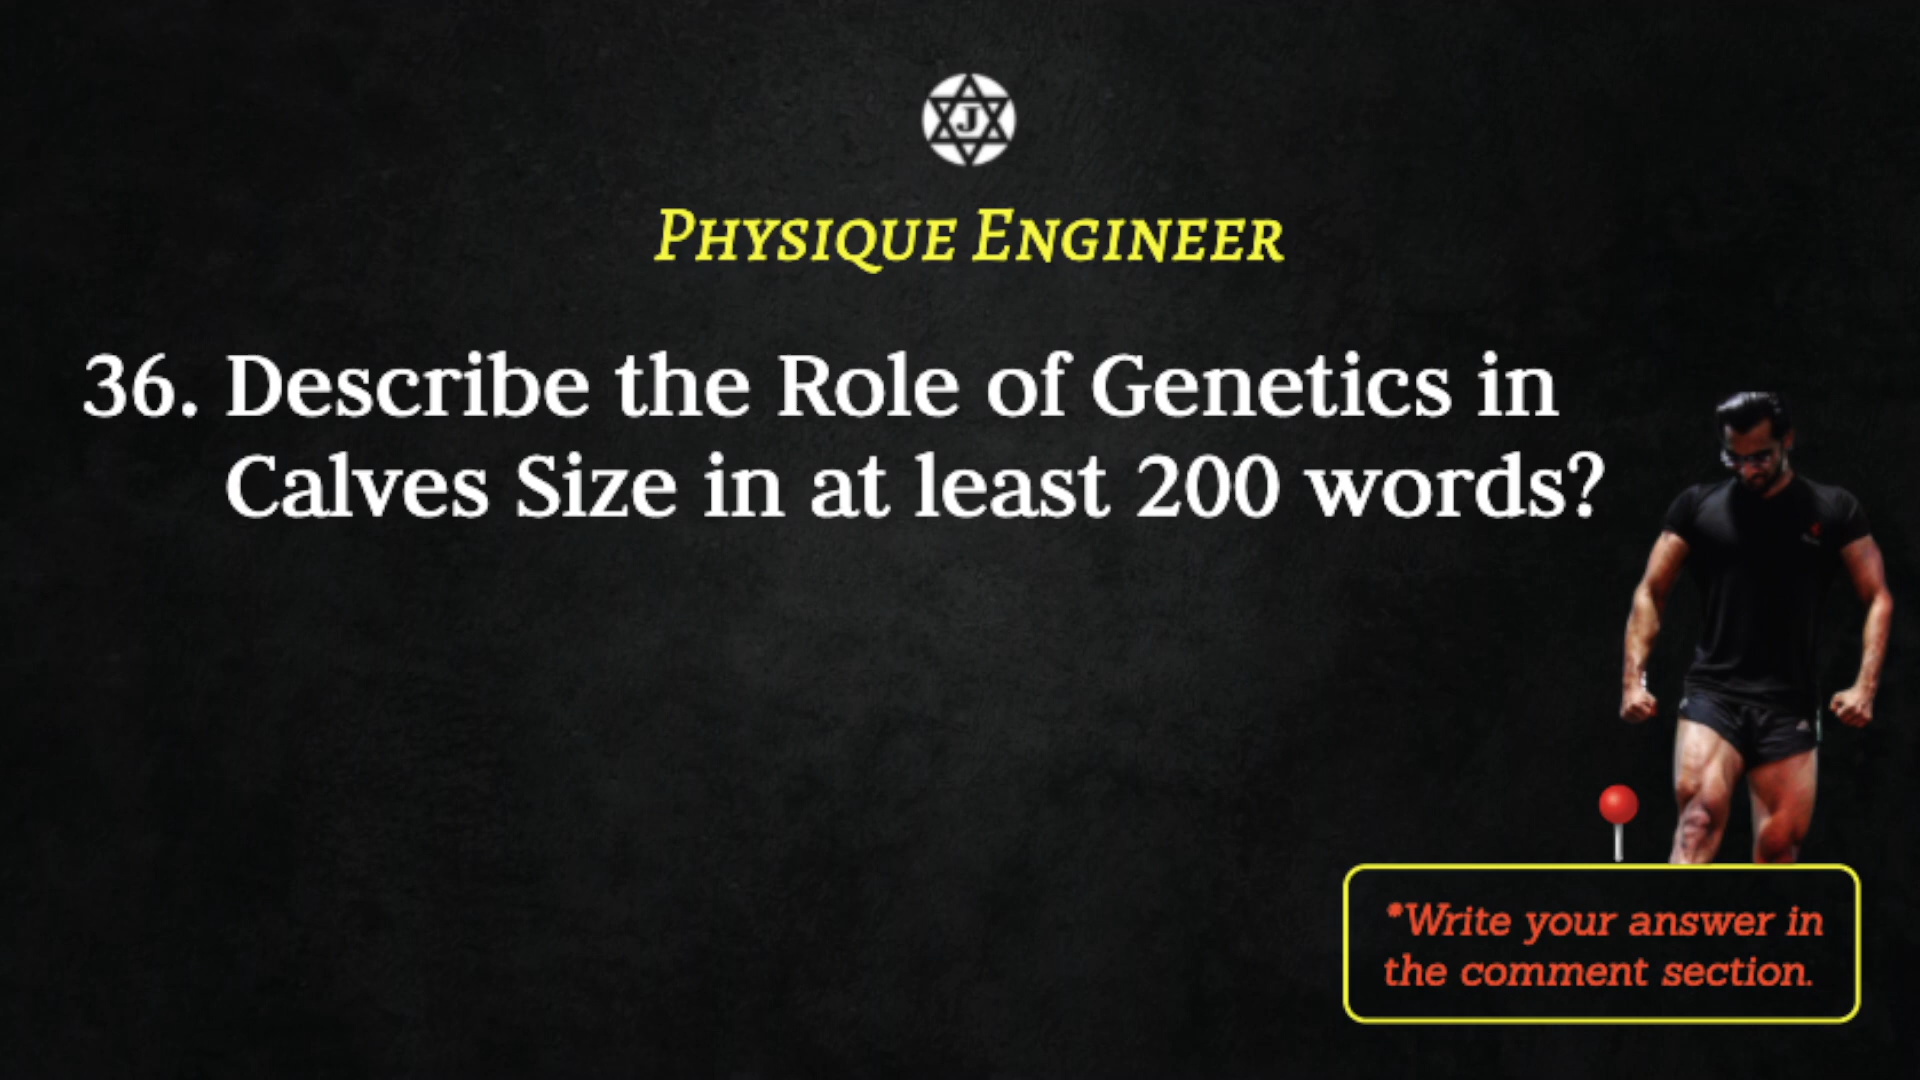 J
Physique Engineer
36. Describe the Role of Genetics in
Calves Size in at least 200 words?
*Write your answer in
the comment section.